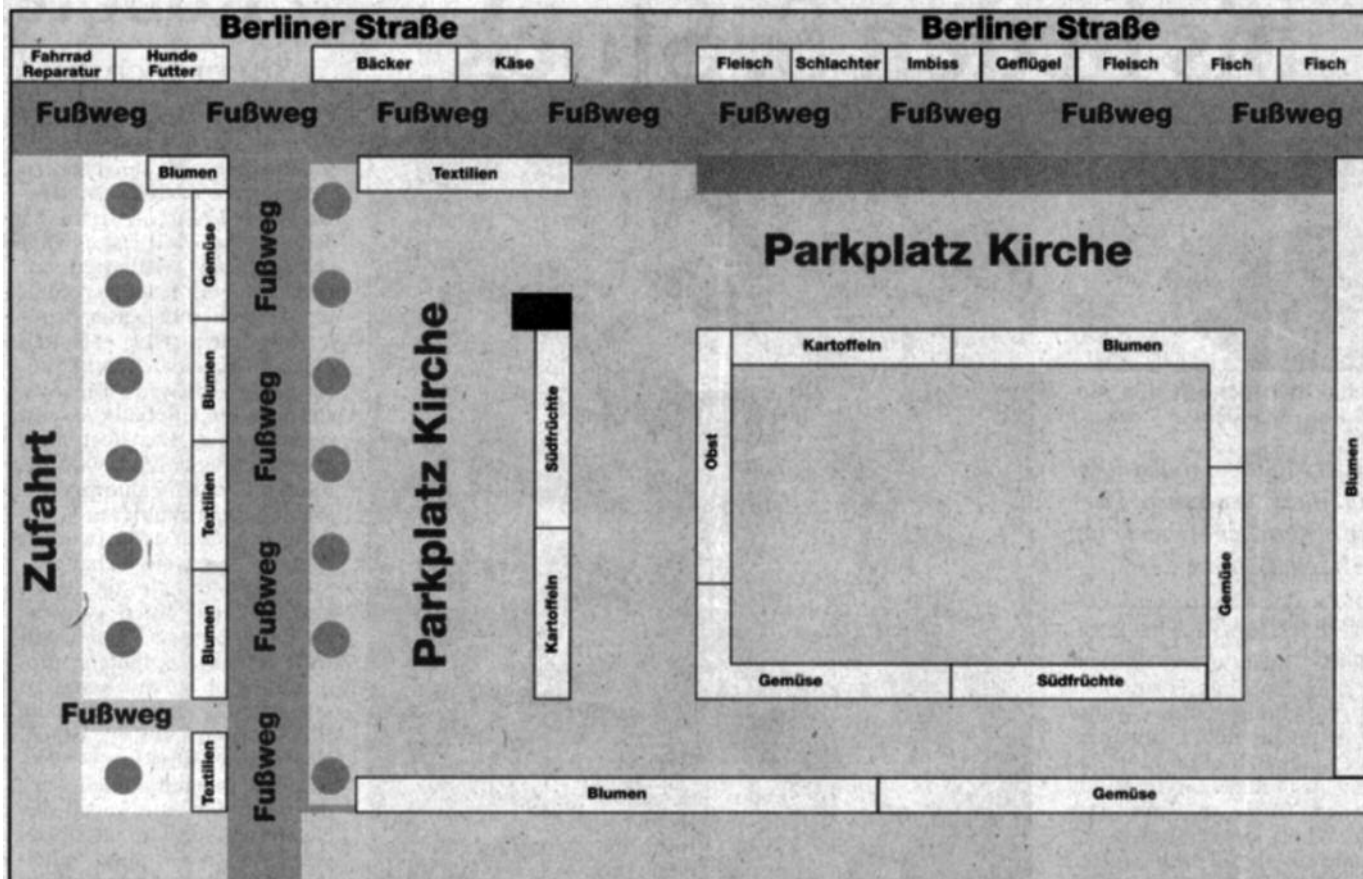 Berliner Straße
Berliner Straße
Fahrrad
Reparatur
Hunde
Futter
Bäcker
Käse
Fleisch
Schlachter
Imbiss
Geflügel
Fleisch
Fisch
Fisch
Fußweg
Fußweg
Fußweg
Fußweg
Fußweg
Fußweg
Fußweg
Fußweg
Blumen
Textilien
Gemüse
Blumen
Textilien
Blumen
Textilien
Zufahrt
Fußweg
Fußweg
Fußweg
Fußweg
Fußweg
Parkplatz Kirche
Südfrüchte
Kartoffeln
Parkplatz Kirche
Kartoffeln
Blumen
Obst
Gemüse
Gemüse
Südfrüchte
Blumen
Blumen
Gemüse